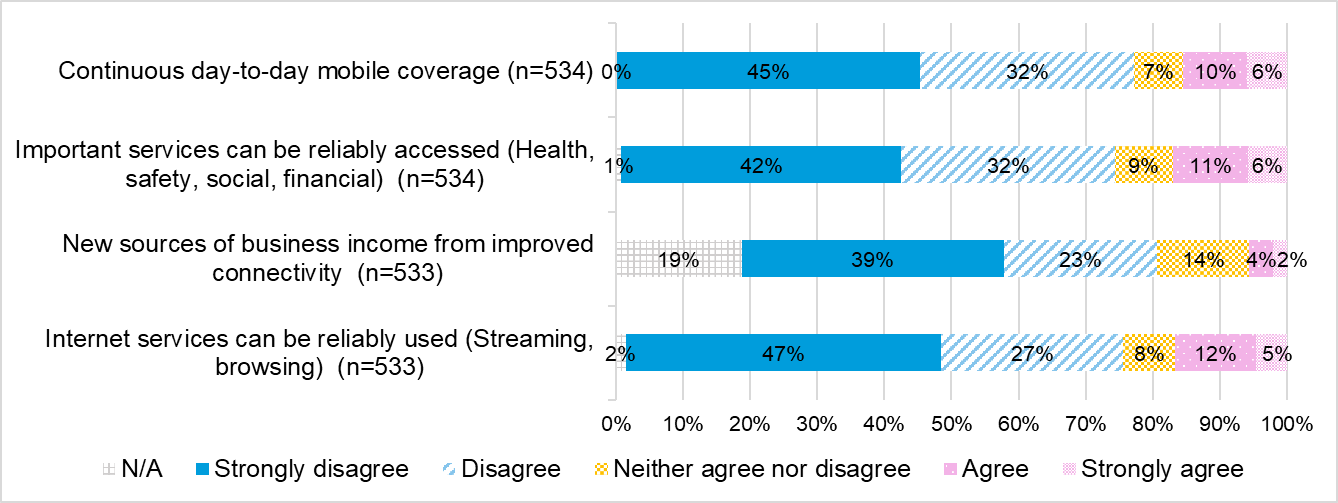 Continuous day-to-day mobile coverage (n=534)
0% 45% 32% 7% 10% 6%
Important services can be reliably accessed (Health,
safety, social, financial) (n=534)
1% 42% 32% 9% 11% 6%
New sources of business income from improved
connectivity (n=533)
19% 39% 23% 14% 4% 2%
Internet services can be reliably used (Streaming,
browsing) (n=533)
2% 47% 27% 8% 12% 5%
0% 10% 20% 30% 40% 50% 60% 70% 80% 90% 100%
N/A Strongly disagree Disagree Neither agree nor disagree Agree Strongly agree